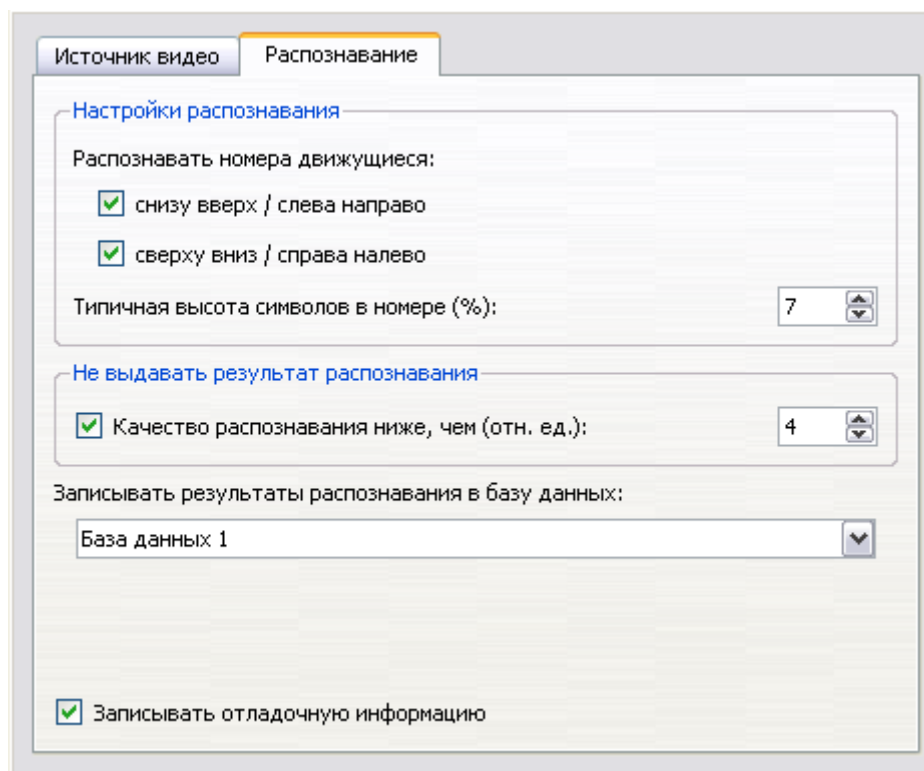 Источник видео Распознавание
Настройки распознавания
Распознавать номера движущиеся:
снизу вверх / слева направо
сверху вниз / справа налево
Типичная высота символов в номере (%): 7
Не выдавать результат распознавания
Качество распознавания ниже, чем (отн. ед.): 4
Записывать результаты распознавания в базу данных:
База данных 1
Записывать отладочную информацию